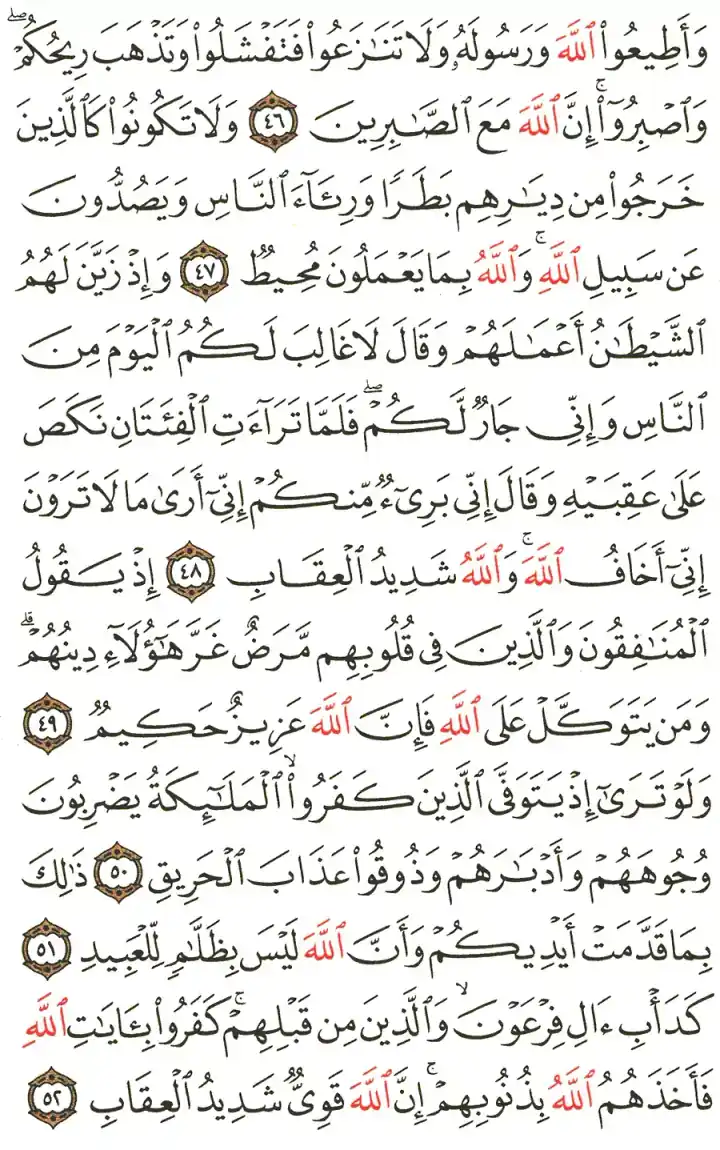 وَأَطِيعُوا۟ ٱللَّهَ وَرَسُولَهُۥ وَلَا تَنَـٰزَعُوا۟ فَتَفْشَلُوا۟ وَتَذْهَبَ رِيحُكُمْ ۖ
وَٱصْبِرُوٓا۟ ۚ إِنَّ ٱللَّهَ مَعَ ٱلصَّـٰبِرِينَ ٤٦ وَلَا تَكُونُوا۟ كَٱلَّذِينَ
خَرَجُوا۟ مِن دِيَـٰرِهِم بَطَرًا وَرِئَآءَ ٱلنَّاسِ وَيَصُدُّونَ
عَن سَبِيلِ ٱللَّهِ ۚ وَٱللَّهُ بِمَا يَعْمَلُونَ مُحِيطٌ ٤٧ وَإِذْ زَيَّنَ لَهُمُ
ٱلشَّيْطَـٰنُ أَعْمَـٰلَهُمْ وَقَالَ لَا غَالِبَ لَكُمُ ٱلْيَوْمَ مِنَ
ٱلنَّاسِ وَإِنِّى جَارٌ لَّكُمْ ۖ فَلَمَّا تَرَآءَتِ ٱلْفِئَتَانِ نَكَصَ
عَلَىٰ عَقِبَيْهِ وَقَالَ إِنِّى بَرِىٓءٌ مِّنكُمْ إِنِّىٓ أَرَىٰ مَا لَا تَرَوْنَ
إِنِّىٓ أَخَافُ ٱللَّهَ ۚ وَٱللَّهُ شَدِيدُ ٱلْعِقَابِ ٤٨ إِذْ يَقُولُ
ٱلْمُنَـٰفِقُونَ وَٱلَّذِينَ فِى قُلُوبِهِم مَّرَضٌ غَرَّ هَـٰٓؤُلَآءِ دِينُهُمْ ۗ
وَمَن يَتَوَكَّلْ عَلَى ٱللَّهِ فَإِنَّ ٱللَّهَ عَزِيزٌ حَكِيمٌ ٤٩
وَلَوْ تَرَىٰٓ إِذْ يَتَوَفَّى ٱلَّذِينَ كَفَرُوا۟ ۙ ٱلْمَلَـٰٓئِكَةُ يَضْرِبُونَ
وُجُوهَهُمْ وَأَدْبَـٰرَهُمْ وَذُوقُوا۟ عَذَابَ ٱلْحَرِيقِ ٥٠ ذَٰلِكَ
بِمَا قَدَّمَتْ أَيْدِيكُمْ وَأَنَّ ٱللَّهَ لَيْسَ بِظَلَّـٰمٍ لِّلْعَبِيدِ ٥١
كَدَأْبِ ءَالِ فِرْعَوْنَ ۙ وَٱلَّذِينَ مِن قَبْلِهِمْ ۚ كَفَرُوا۟ بِـَٔايَـٰتِ ٱللَّهِ
فَأَخَذَهُمُ ٱللَّهُ بِذُنُوبِهِمْ ۚ إِنَّ ٱللَّهَ قَوِىٌّ شَدِيدُ ٱلْعِقَابِ ٥٢